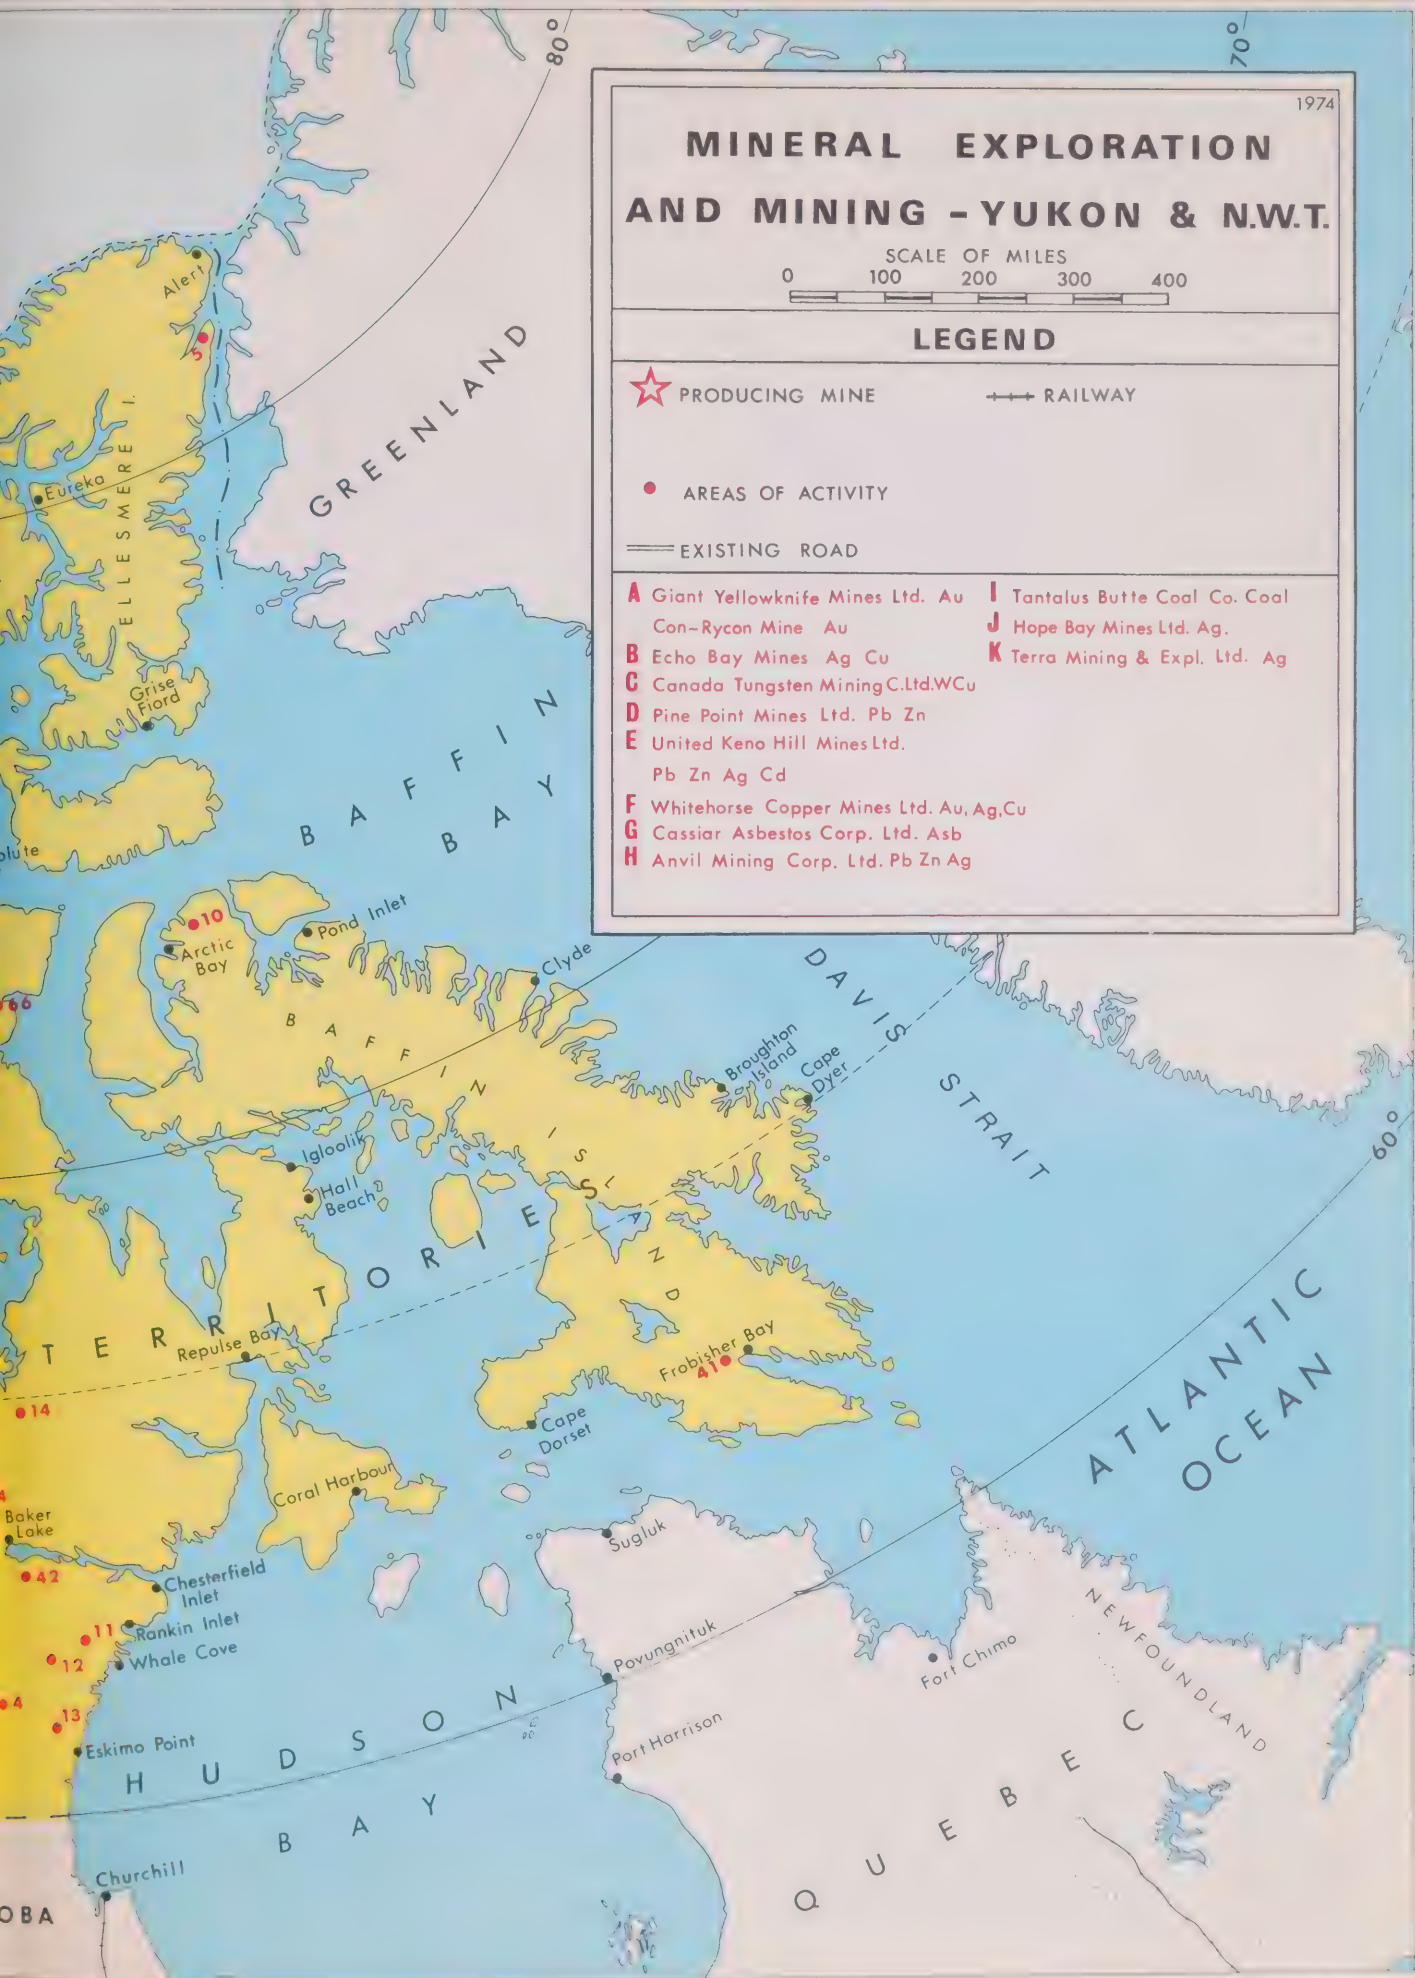 80°
70°
1974
MINERAL EXPLORATION
AND MINING - YUKON & N.W.T.
SCALE OF MILES
0 100 200 300 400
LEGEND
PRODUCING MINE
RAILWAY
AREAS OF ACTIVITY
EXISTING ROAD
A Giant Yellowknife Mines Ltd. Au
Con-Rycon Mine Au
B Echo Bay Mines Ag Cu
C Canada Tungsten Mining C.Ltd.WCu
D Pine Point Mines Ltd. Pb Zn
E United Keno Hill Mines Ltd.
Pb Zn Ag Cd
F Whitehorse Copper Mines Ltd. Au, Ag, Cu
G Cassiar Asbestos Corp. Ltd. Asb
H Anvil Mining Corp. Ltd. Pb Zn Ag
I Tantalus Butte Coal Co. Coal
J Hope Bay Mines Ltd. Ag.
K Terra Mining & Expl. Ltd. Ag
Alert
5
GREENLAND
Eureka
ELLESMERE I.
Grise
Fiord
BAFFIN
BAY
olute
10
Arctic
Bay
Pond Inlet
Clyde
66
BAFFIN ISLAND
DAVIS STRAIT
Broughton
Island
Cape
Dyer
60°
Igloolik
Hall
Beach
TERRITORIES
Repulse Bay
14
Frobisher Bay
41
Cape
Dorset
ATLANTIC
OCEAN
Coral Harbour
4
Baker
Lake
42
Chesterfield
Inlet
11
Rankin Inlet
12
Whale Cove
4
13
Eskimo Point
Sugluk
Povungnituk
Fort Chimo
NEWFOUNDLAND
HUDSON
BAY
Port Harrison
QUEBEC
Churchill
OBA